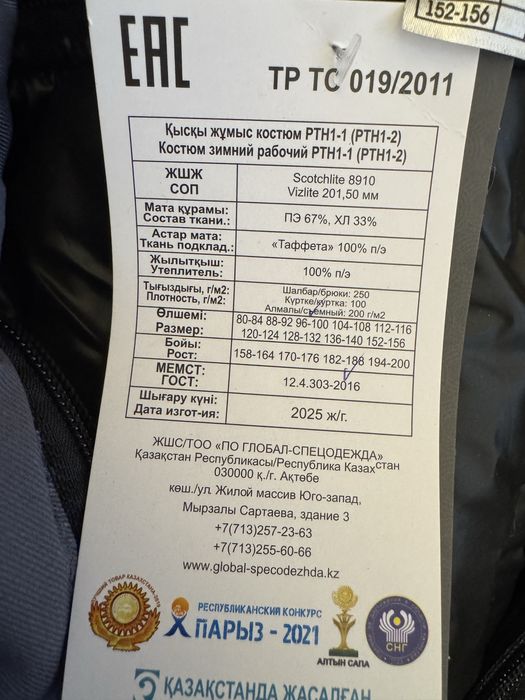 152-156
EAC
ТР ТС 019/2011
Қысқы жұмыс костюм РТН1-1 (РТН1-2)
Костюм зимний рабочий РТН1-1 (РТН1-2)
ЖШЖ
СОП
Scotchlite 8910
Vizlite 201,50 мм
Мата құрамы:
Состав ткани.:
ПЭ 67%, ХЛ 33%
Астар мата:
Ткань подклад.:
«Таффета» 100% п/э
Жылытқыш:
Утеплитель:
100% п/э
Тығыздығы, г/м2:
Плотность, г/м2:
Шалбар/брюки: 250
Күртке/куртка: 100
Алмалы/съемный: 200 г/м2
Өлшемі:
Размер:
80-84 88-92 96-100 104-108 112-116
120-124 128-132 136-140 152-156
Бойы:
Рост:
158-164 170-176 182-188 194-200
МЕМСТ:
ГОСТ:
12.4.303-2016
Шығару күні:
Дата изгот-ия:
2025 ж/г.
ЖШС/ТОО «ПО ГЛОБАЛ-СПЕЦОДЕЖДА»
Қазақстан Республикасы/Республика Казахстан
030000 қ./г. Ақтөбе
көш./ул. Жилой массив Юго-запад,
Мырзалы Сартаева, здание 3
+7(713)257-23-63
+7(713)255-60-66
www.global-specodezhda.kz
ЛУЧШИЙ ТОВАР КАЗАХСТАНА
РЕСПУБЛИКАНСКИЙ КОНКУРС
ПАРЫЗ - 2021
АЛТЫН САПА
СНГ
ҚАЗАҚСТАНДА ЖАСАЛҒАН